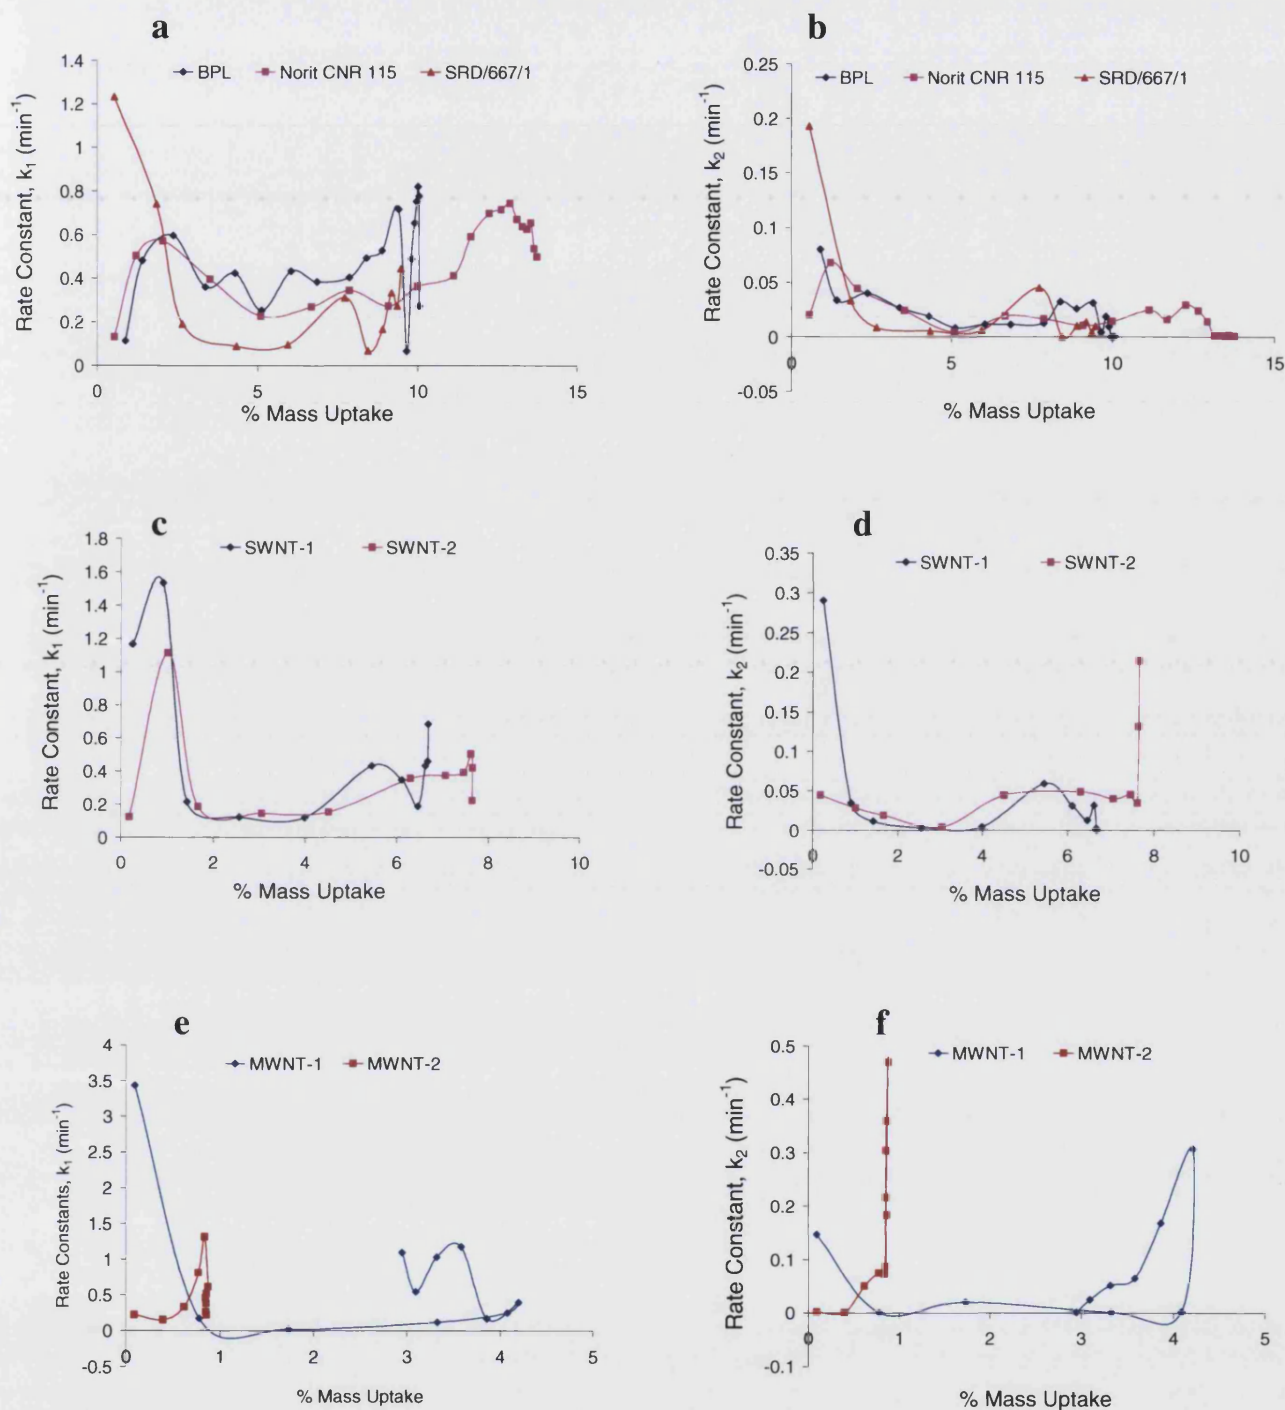 a
1.4
BPL Norit CNR 115 SRD/667/1
1.2
1
0.8
0.6
0.4
0.2
0
0 5 10 15
Rate Constant, k₁ (min⁻¹)
% Mass Uptake
b
0.25
BPL Norit CNR 115 SRD/667/1
0.2
0.15
0.1
0.05
0
-0.05
0 5 10 15
Rate Constant, k₂ (min⁻¹)
% Mass Uptake
c
1.8
SWNT-1 SWNT-2
1.6
1.4
1.2
1
0.8
0.6
0.4
0.2
0
0 2 4 6 8 10
Rate Constant, k₁ (min⁻¹)
% Mass Uptake
d
0.35
SWNT-1 SWNT-2
0.3
0.25
0.2
0.15
0.1
0.05
0
-0.05
0 2 4 6 8 10
Rate Constant, k₂ (min⁻¹)
% Mass Uptake
e
4
MWNT-1 MWNT-2
3.5
3
2.5
2
1.5
1
0.5
0
-0.5
0 1 2 3 4 5
Rate Constants, k₁ (min⁻¹)
% Mass Uptake
f
0.5
MWNT-1 MWNT-2
0.4
0.3
0.2
0.1
0
-0.1
0 1 2 3 4 5
Rate Constant, k₂ (min⁻¹)
% Mass Uptake